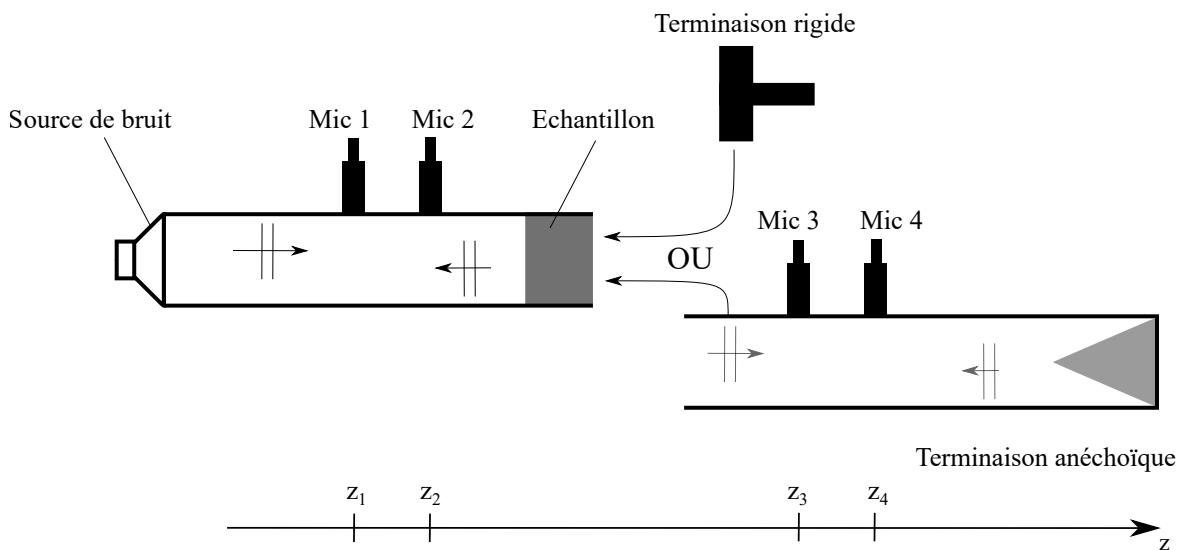 Terminaison rigide
Source de bruit
Mic 1
Mic 2
Echantillon
Mic 3
Mic 4
OU
Terminaison anéchoïque
z₁
z₂
z₃
z₄
z